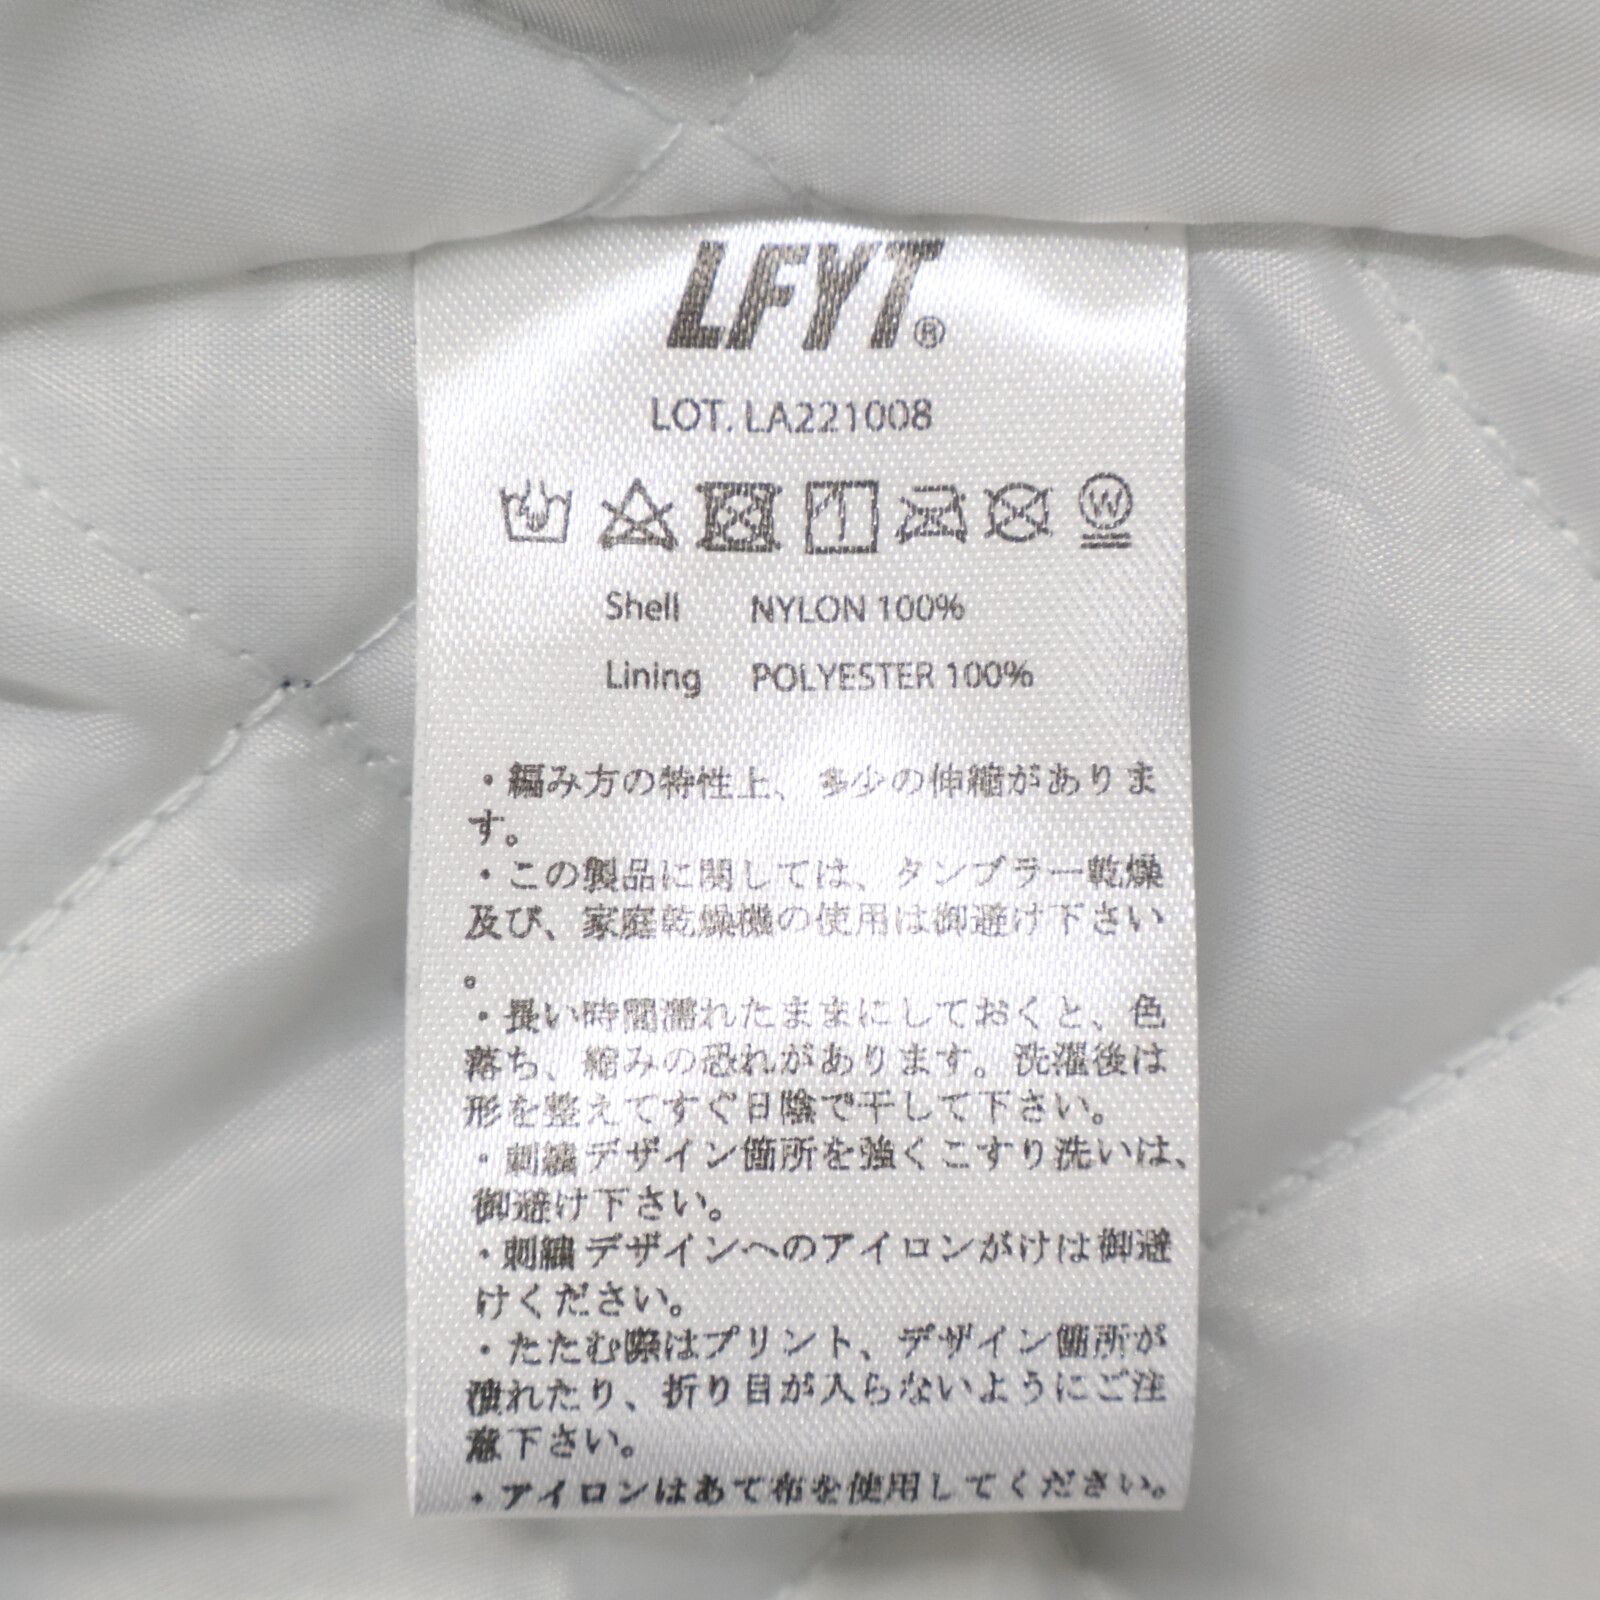 LFYT®
LOT. LA221008
W
Shell NYLON 100%
Lining POLYESTER 100%
・編み方の特性上、多少の伸縮がありま
す。
・この製品に関しては、タンブラー乾燥
及び、家庭乾燥機の使用は御避け下さい
。
・長い時間濡れたままにしておくと、色
落ち、縮みの恐れがあります。洗濯後は
形を整えてすぐ日陰で干して下さい。
・刺繍デザイン箇所を強くこすり洗いは、
御避け下さい。
・刺繍デザインへのアイロンがけは御避
けください。
・たたむ際はプリント、デザイン箇所が
潰れたり、折り目が入らないようにご注
意下さい。
・アイロンはあて布を使用してください。